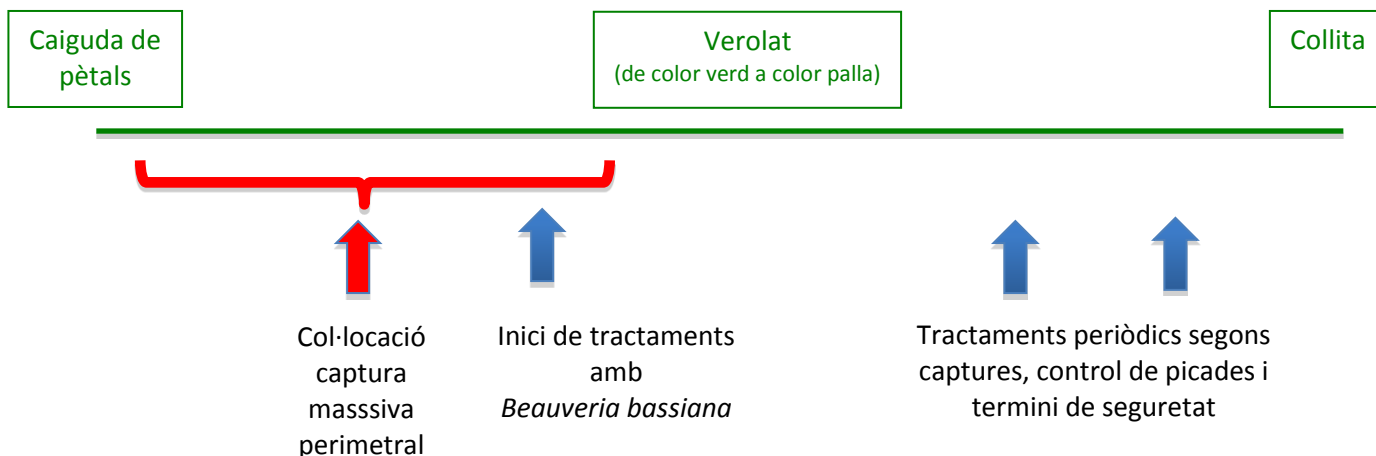 Caiguda de
pètals
Verolat
(de color verd a color palla)
Collita
Col·locació
captura
masssiva
perimetral
Inici de tractaments
amb
Beauveria bassiana
Tractaments periòdics segons
captures, control de picades i
termini de seguretat